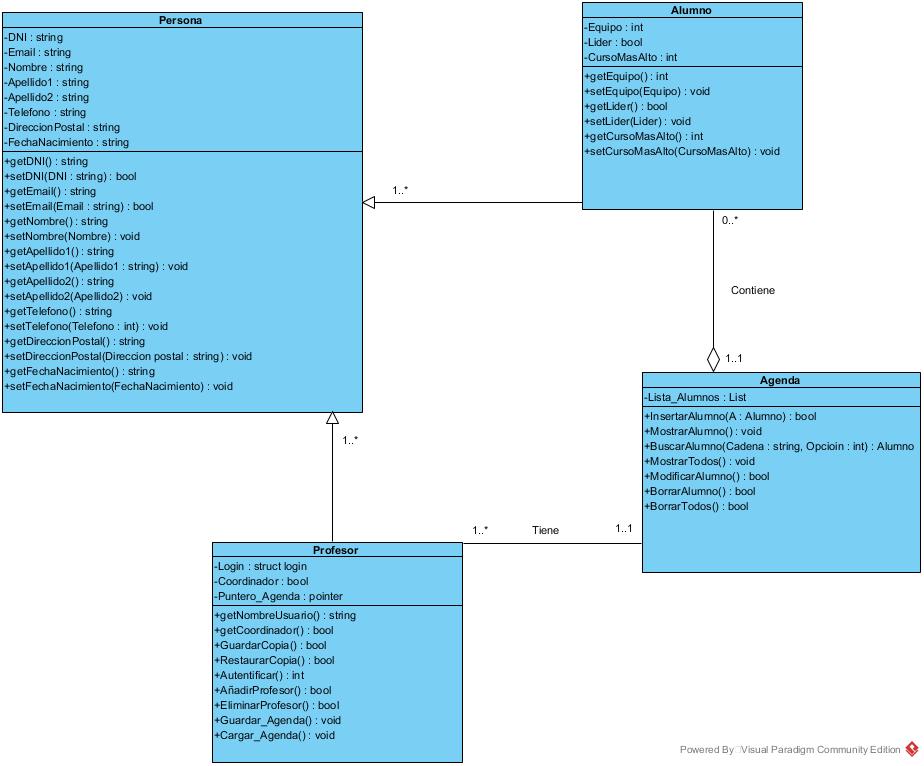 Persona
-DNI : string
-Email : string
-Nombre : string
-Apellido1 : string
-Apellido2 : string
-Telefono : string
-DireccionPostal : string
-FechaNacimiento : string
+getDNI() : string
+setDNI(DNI : string) : bool
+getEmail() : string
+setEmail(Email : string) : bool
+getNombre() : string
+setNombre(Nombre) : void
+getApellido1() : string
+setApellido1(Apellido1 : string) : void
+getApellido2() : string
+setApellido2(Apellido2) : void
+getTelefono() : string
+setTelefono(Telefono : int) : void
+getDireccionPostal() : string
+setDireccionPostal(Direccion postal : string) : void
+getFechaNacimiento() : string
+setFechaNacimiento(FechaNacimiento) : void
Alumno
-Equipo : int
-Lider : bool
-CursoMasAlto : int
+getEquipo() : int
+setEquipo(Equipo) : void
+getLider() : bool
+setLider(Lider) : void
+getCursoMasAlto() : int
+setCursoMasAlto(CursoMasAlto) : void
1..*
0..*
Contiene
1..1
Agenda
-Lista_Alumnos : List
+InsertarAlumno(A : Alumno) : bool
+MostrarAlumno() : void
+BuscarAlumno(Cadena : string, Opcioin : int) : Alumno
+MostrarTodos() : void
+ModificarAlumno() : bool
+BorrarAlumno() : bool
+BorrarTodos() : bool
1..*
1..* Tiene 1..1
Profesor
-Login : struct login
-Coordinador : bool
-Puntero_Agenda : pointer
+getNombreUsuario() : string
+getCoordinador() : bool
+GuardarCopia() : bool
+RestaurarCopia() : bool
+Autentificar() : int
+AñadirProfesor() : bool
+EliminarProfesor() : bool
+Guardar_Agenda() : void
+Cargar_Agenda() : void
Powered By Visual Paradigm Community Edition